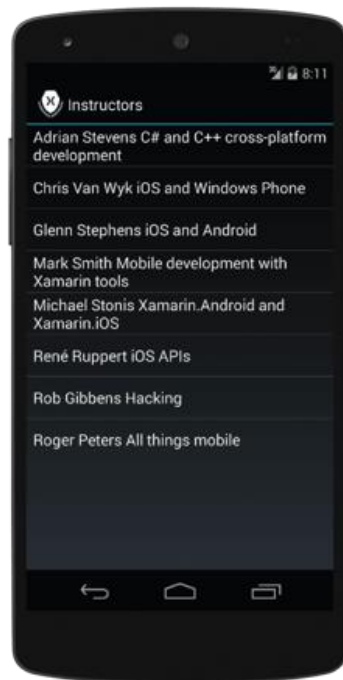 8:11
Instructors
Adrian Stevens C# and C++ cross-platform
development
Chris Van Wyk iOS and Windows Phone
Glenn Stephens iOS and Android
Mark Smith Mobile development with
Xamarin tools
Michael Stonis Xamarin.Android and
Xamarin.iOS
René Ruppert iOS APIs
Rob Gibbens Hacking
Roger Peters All things mobile